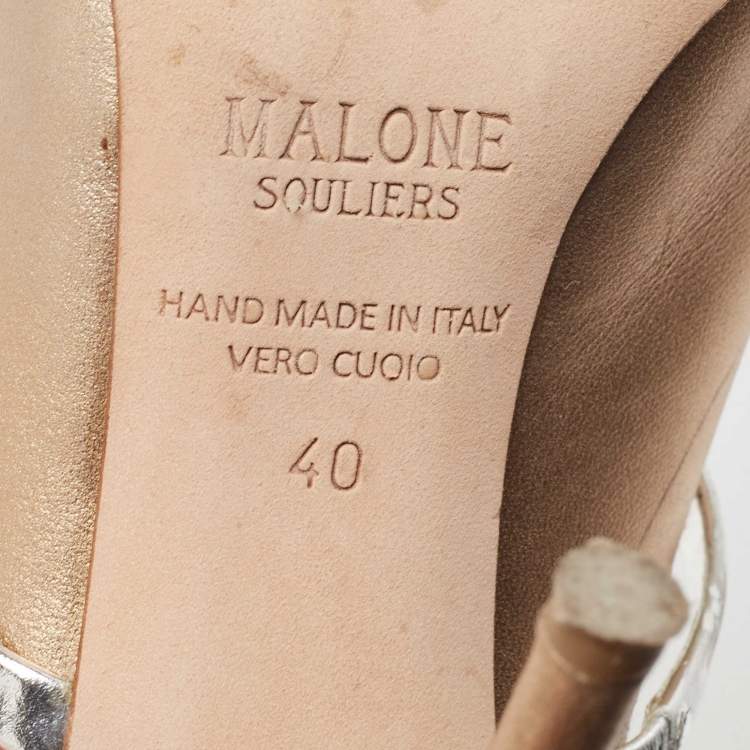 MALONE
SOULIERS
HAND MADE IN ITALY
VERO CUOIO
40